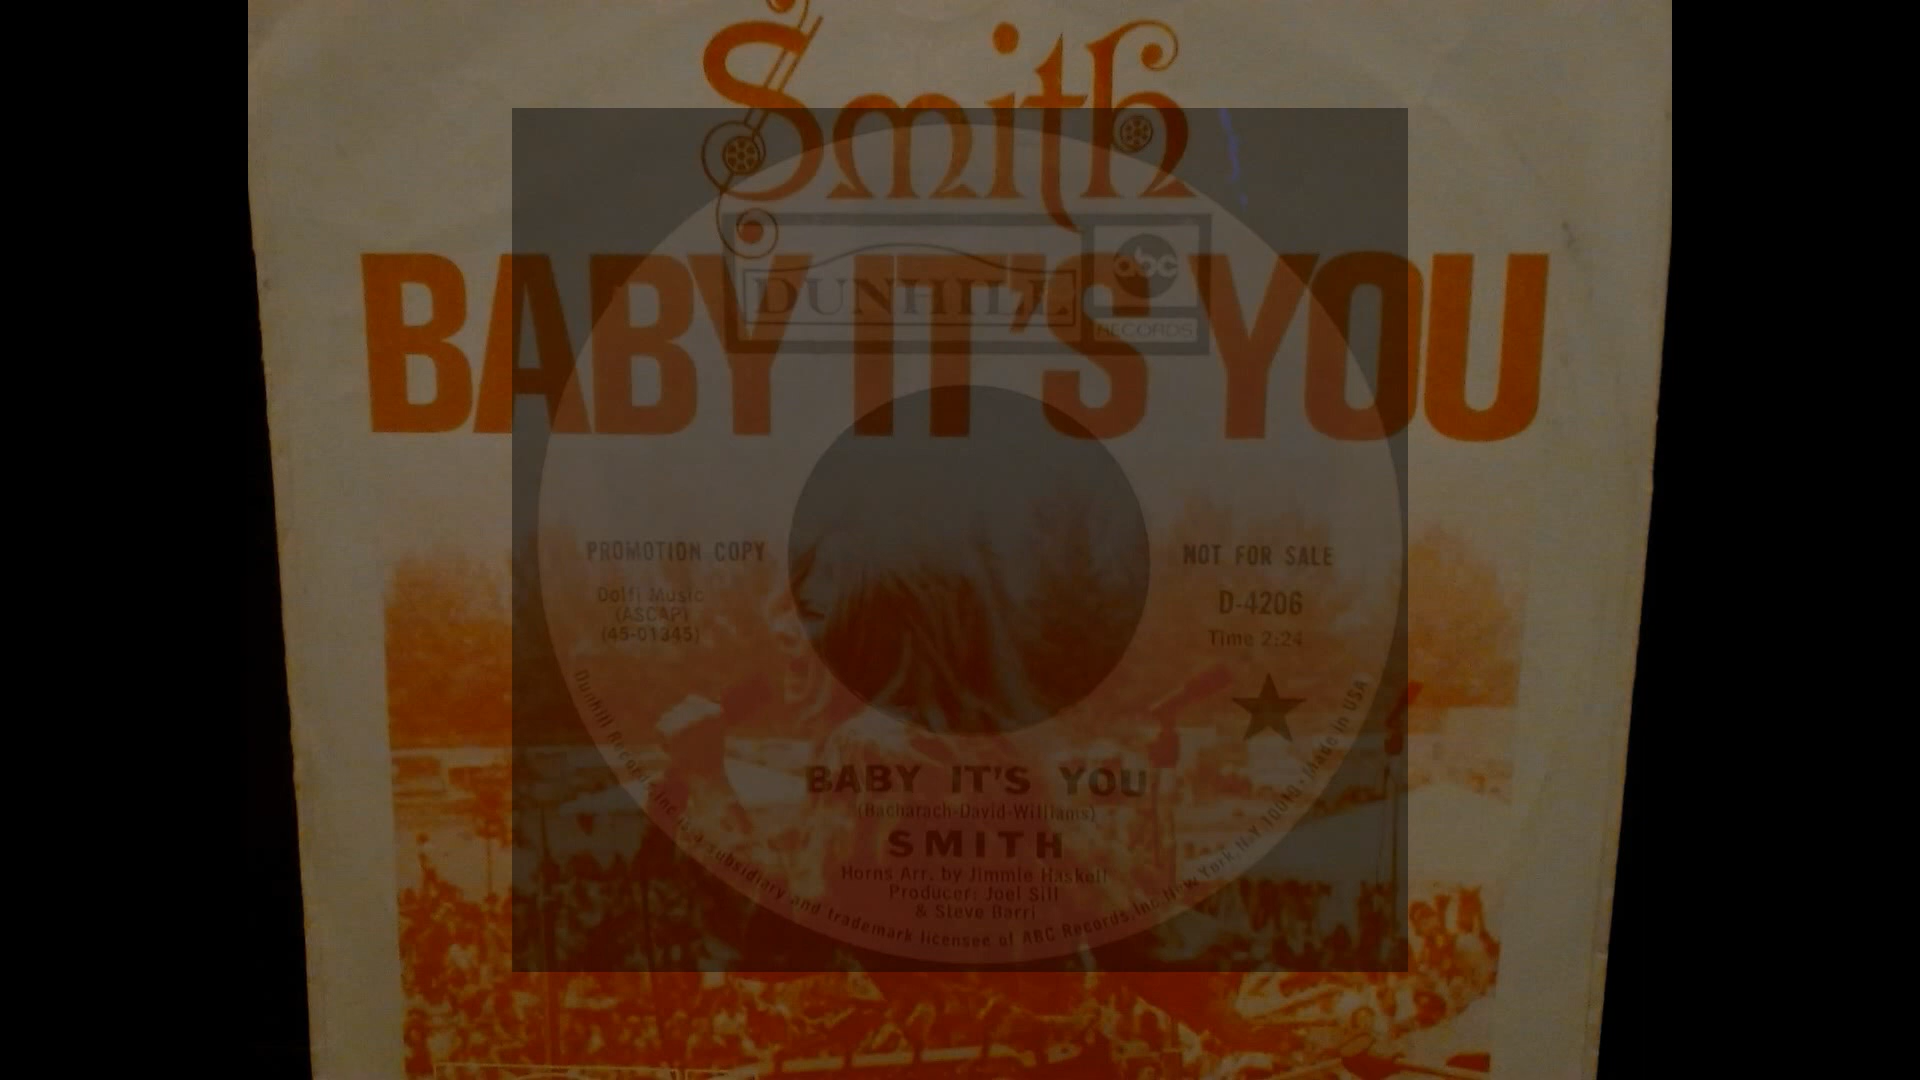 Smith
BABY IT'S YOU
DUNHILL
abc
RECORDS
PROMOTION COPY
NOT FOR SALE
Dolfi Music
(ASCAP)
(45-01345)
D-4206
Time 2:24
BABY IT'S YOU
(Bacharach-David-Williams)
SMITH
Horns Arr. by Jimmie Haskell
Producer: Joel Sill
& Steve Barri
Dunhill Records, Inc. is a subsidiary and trademark licensee of ABC Records, Inc. New York, N.Y. 10019 • Made in USA